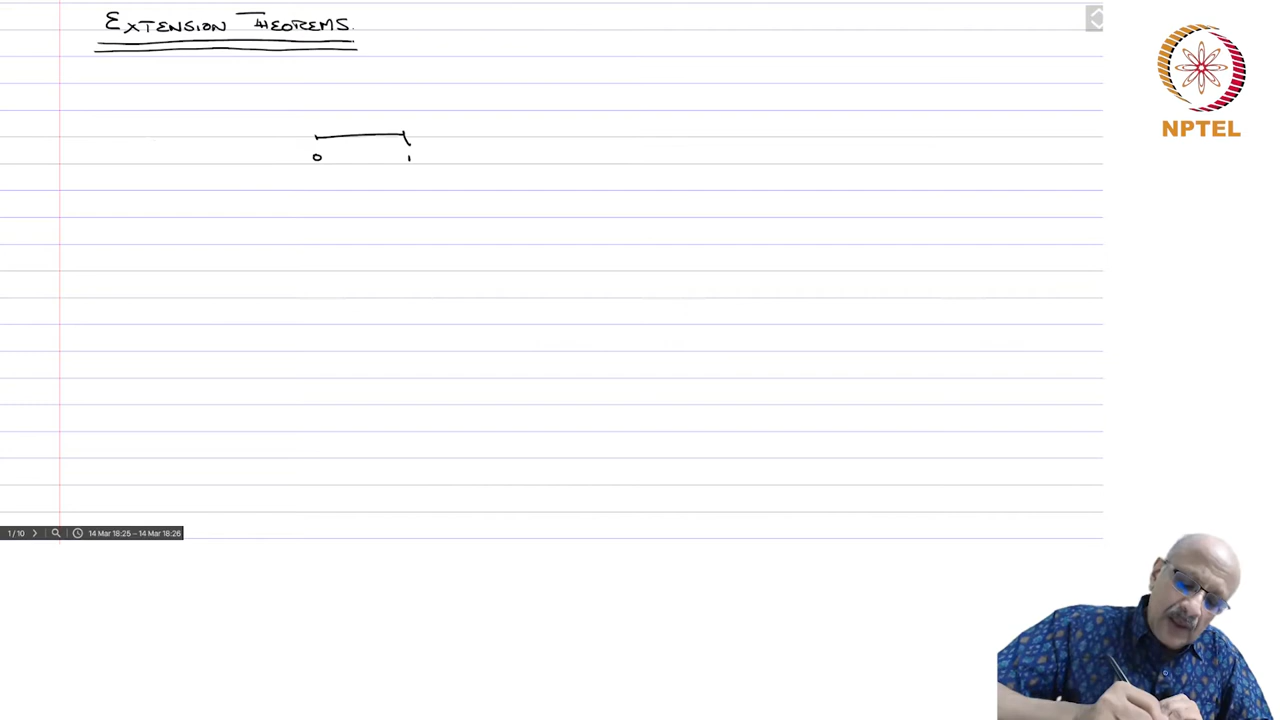 EXTENSION THEOREMS.
0 1
NPTEL
1 / 10 14 Mar 18:25 – 14 Mar 18:26